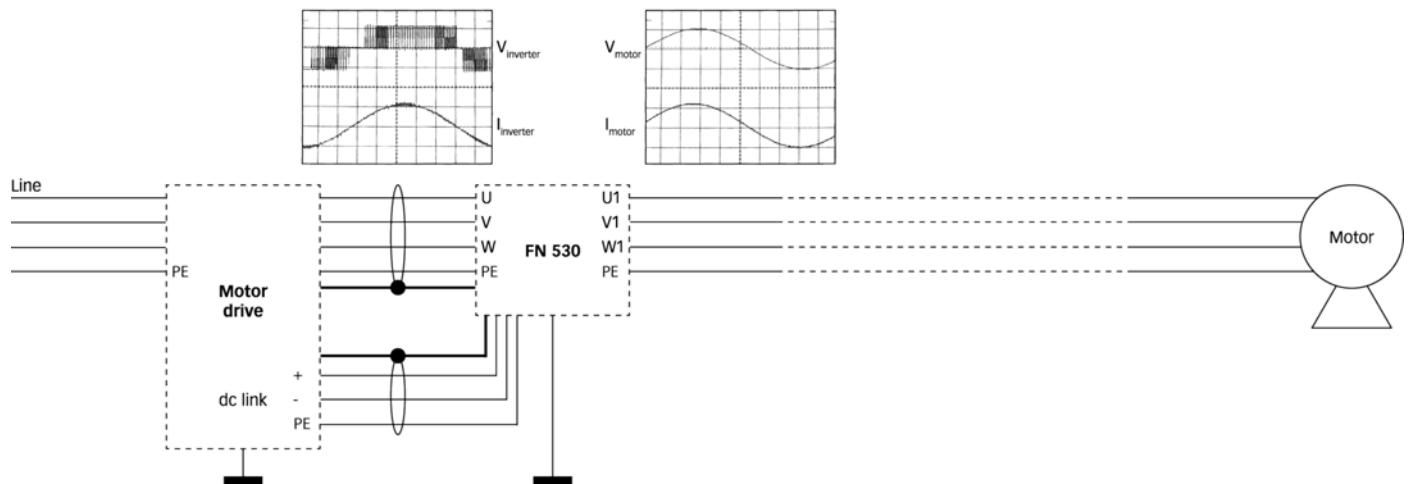 V inverter
V motor
I inverter
I motor
Line
U
U1
V
V1
W
FN 530
W1
Motor
PE
PE
PE
Motor
drive
+
dc link
-
PE